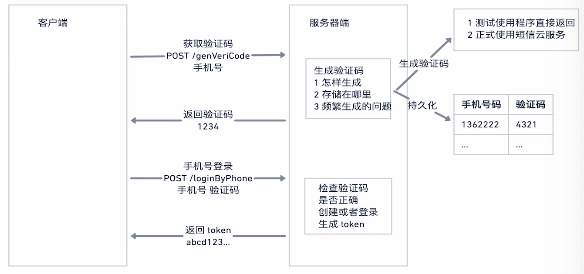 客户端
服务器端
获取验证码
POST /genVeriCode
手机号
生成验证码
1 怎样生成
2 存储在哪里
3 频繁生成的问题
生成验证码
1 测试使用程序直接返回
2 正式使用短信云服务
持久化
手机号码 验证码
1362222 4321
... ...
返回验证码
1234
手机号登录
POST /loginByPhone
手机号 验证码
检查验证码
是否正确
创建或者登录
生成 token
返回 token
abcd123...